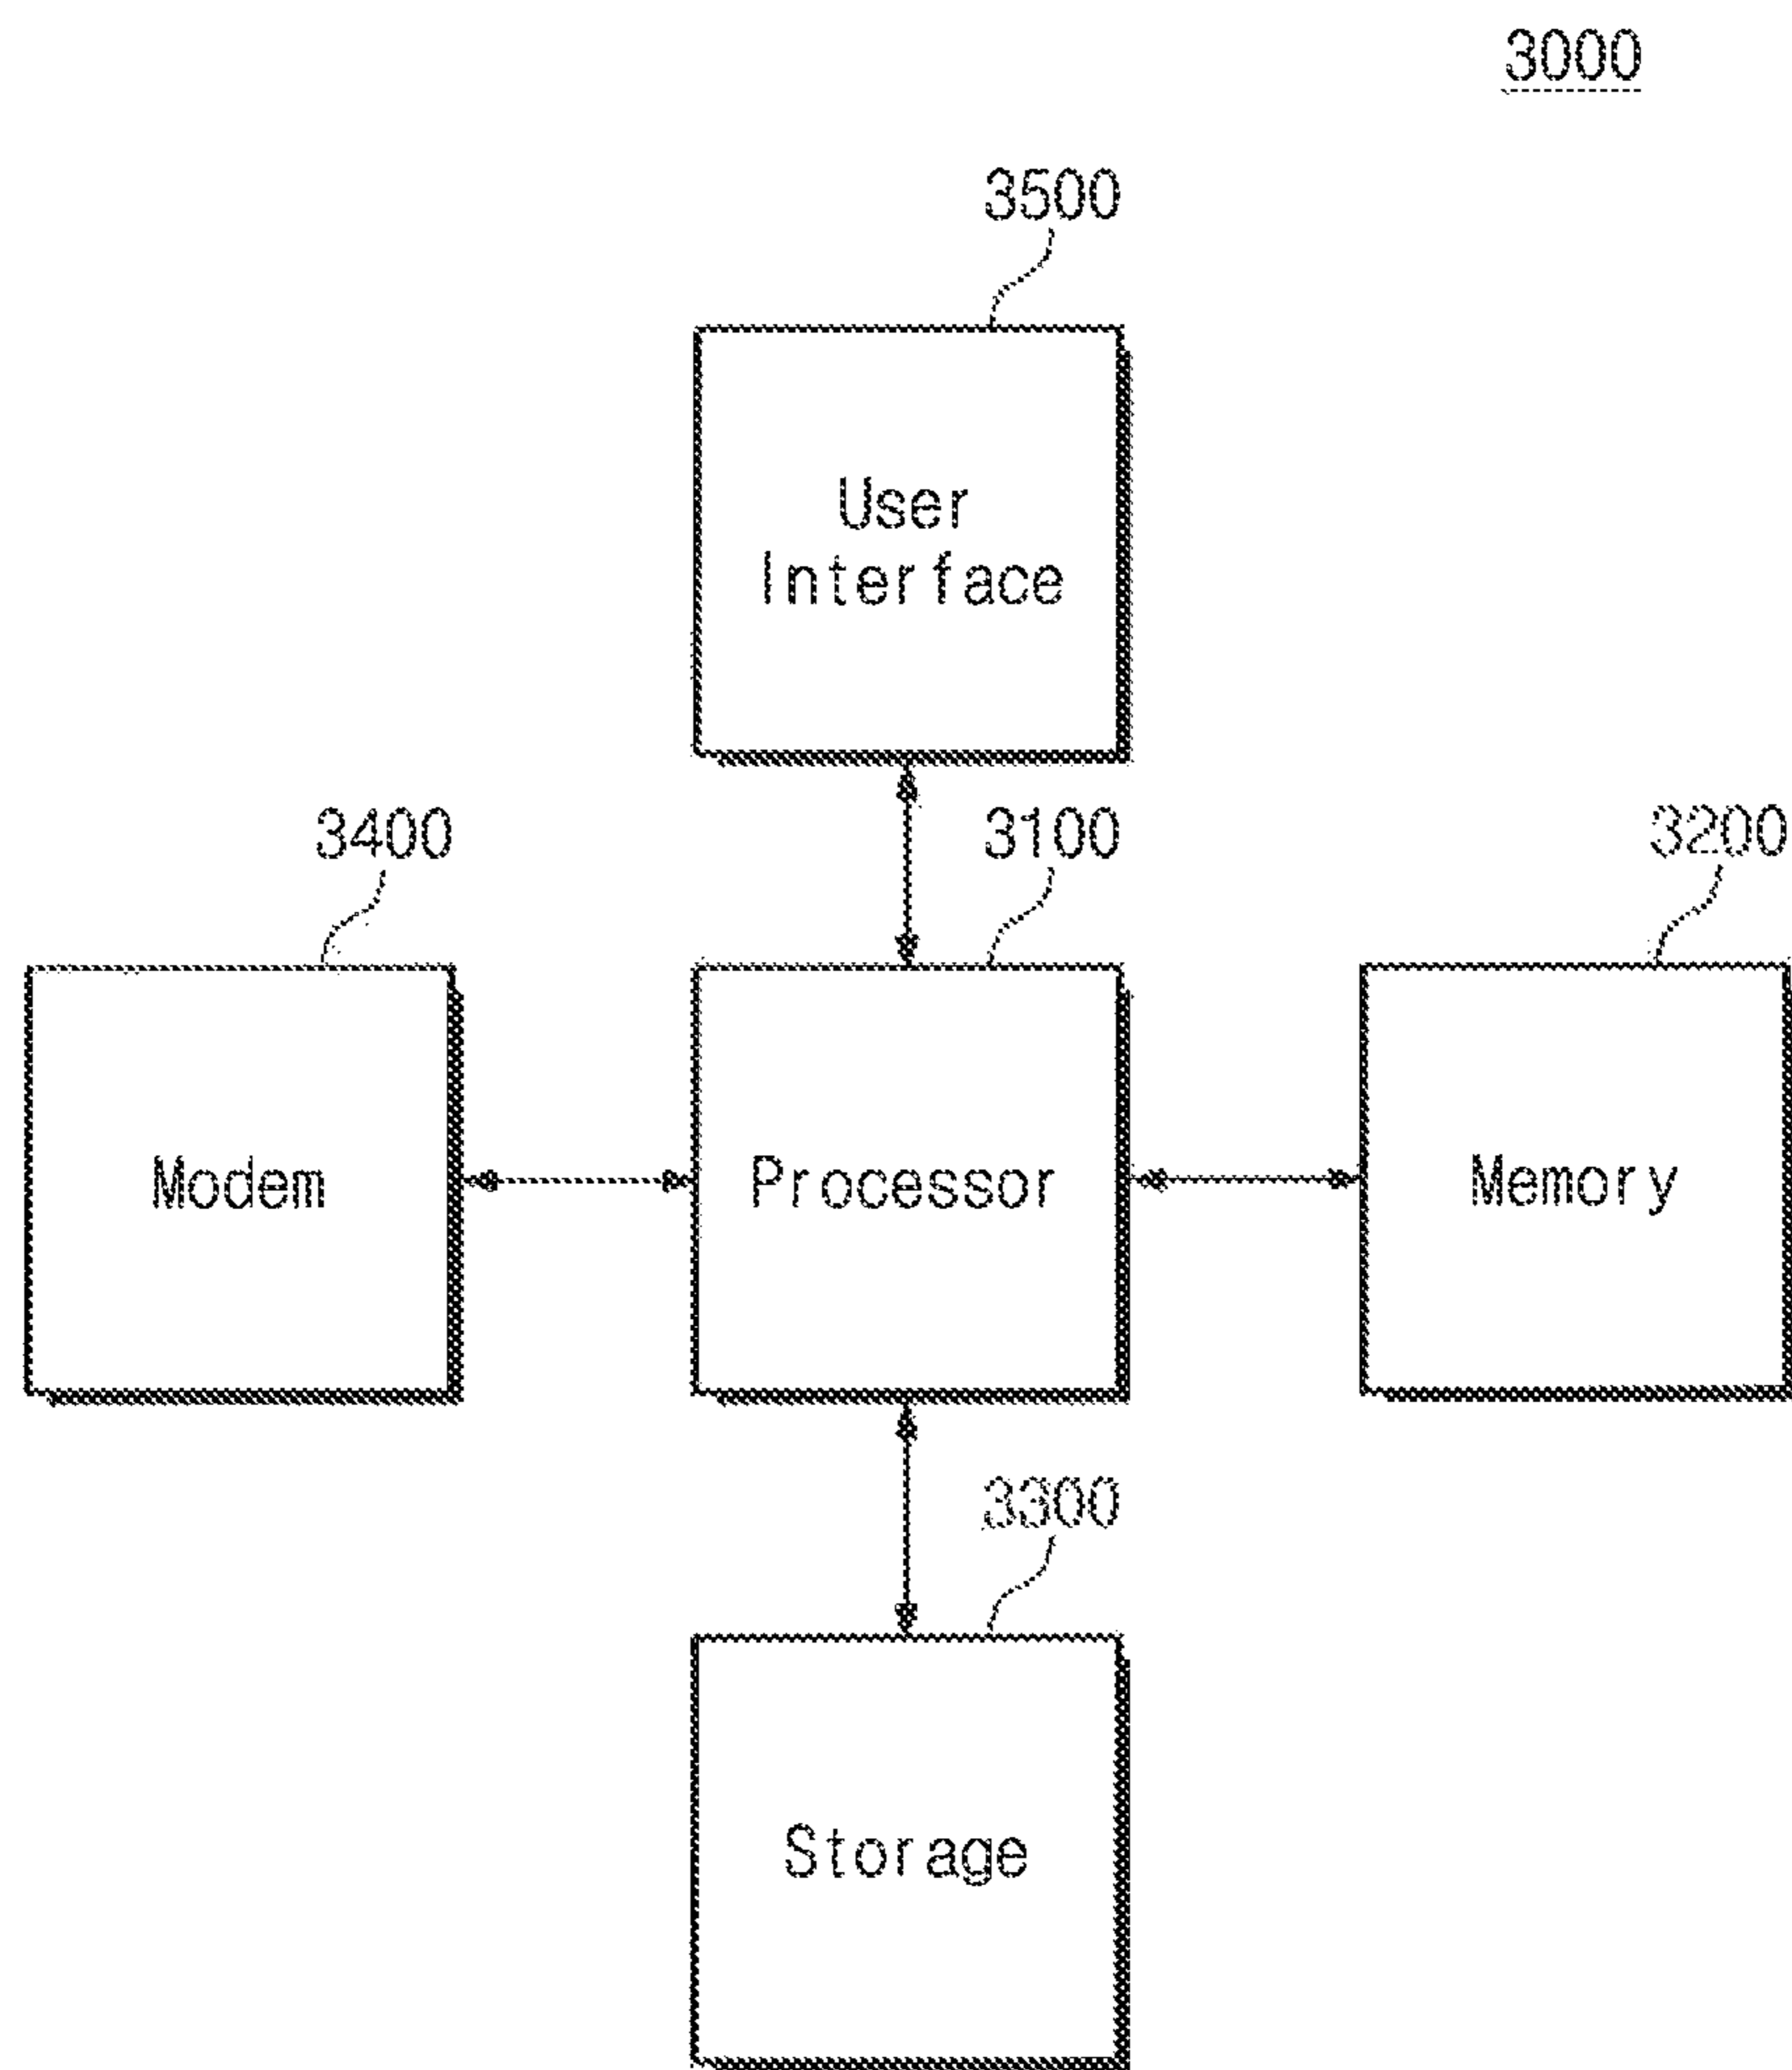 3000
3500
User
Interface
3400
3100
3200
Modem
Processor
Memory
3300
Storage